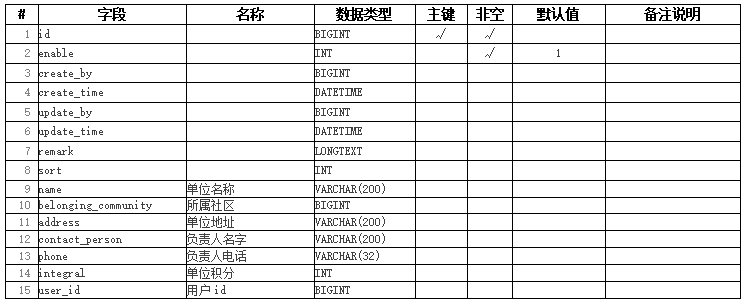 # 字段 名称 数据类型 主键 非空 默认值 备注说明
1 id BIGINT √ √
2 enable INT √ 1
3 create_by BIGINT
4 create_time DATETIME
5 update_by BIGINT
6 update_time DATETIME
7 remark LONGTEXT
8 sort INT
9 name 单位名称 VARCHAR(200)
10 belonging_community 所属社区 BIGINT
11 address 单位地址 VARCHAR(200)
12 contact_person 负责人名字 VARCHAR(200)
13 phone 负责人电话 VARCHAR(32)
14 integral 单位积分 INT
15 user_id 用户id BIGINT